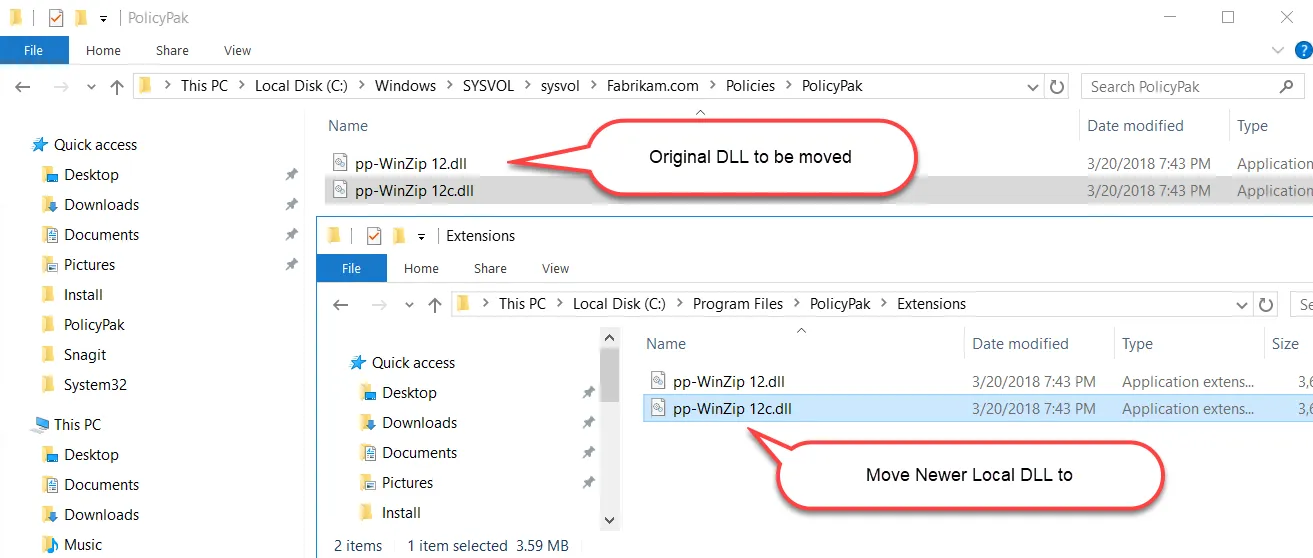 PolicyPak
File Home Share View
This PC > Local Disk (C:) > Windows > SYSVOL > sysvol > Fabrikam.com > Policies > PolicyPak
Search PolicyPak
Quick access
Desktop
Downloads
Documents
Pictures
Install
PolicyPak
Snagit
System32
This PC
Desktop
Documents
Downloads
Music
Name Date modified Type
pp-WinZip 12.dll 3/20/2018 7:43 PM Application
pp-WinZip 12c.dll 3/20/2018 7:43 PM Application
Original DLL to be moved
Extensions
File Home Share View
This PC > Local Disk (C:) > Program Files > PolicyPak > Extensions
Se
Quick access
Desktop
Downloads
Documents
Pictures
Install
Name Date modified Type Size
pp-WinZip 12.dll 3/20/2018 7:43 PM Application extens... 3,6
pp-WinZip 12c.dll 3/20/2018 7:43 PM Application extens... 3,6
Move Newer Local DLL to
2 items 1 item selected 3.59 MB